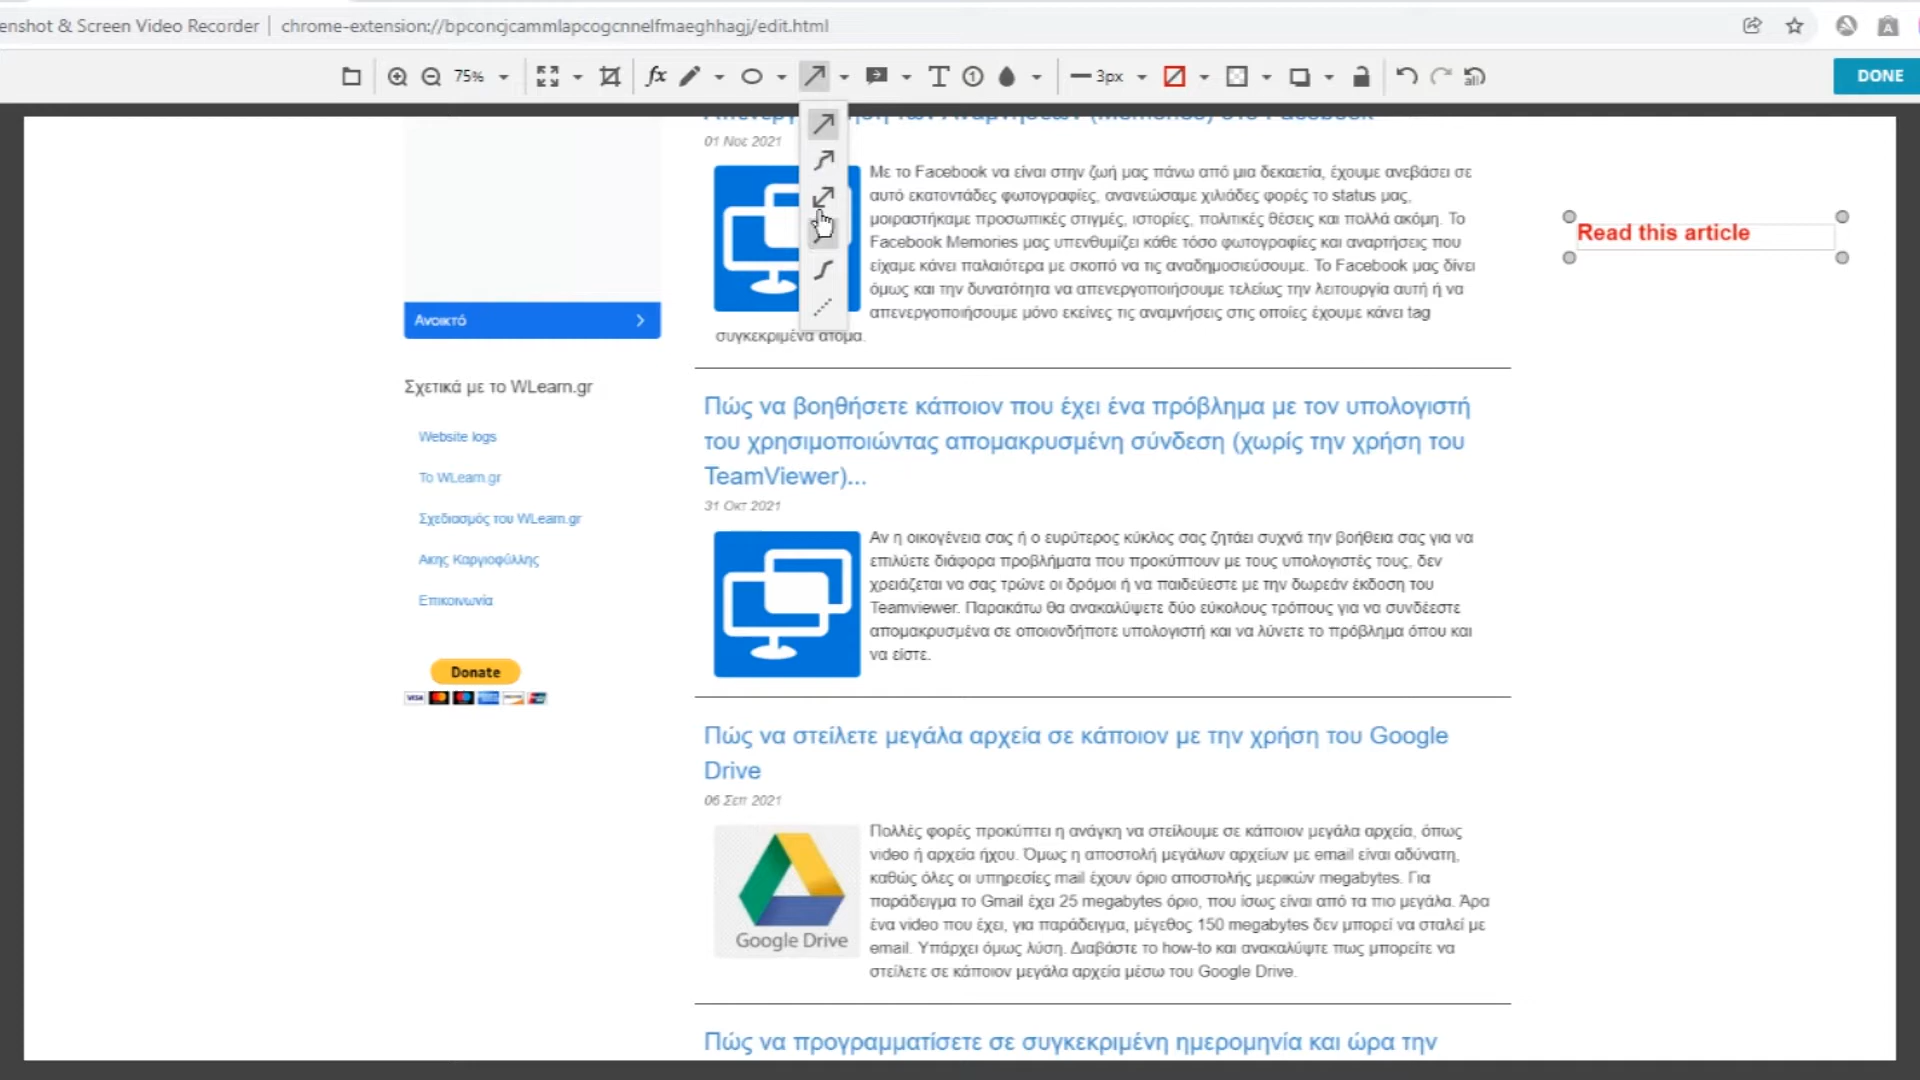 enshot & Screen Video Recorder | chrome-extension://bpconcjcammlapcogcnnelfmaeghhagj/edit.html
75%
fx
T
1
3px
all
DONE
01 Νοε 2021
Με το Facebook να είναι στην ζωή μας πάνω από μια δεκαετία, έχουμε ανεβάσει σε
αυτό εκατοντάδες φωτογραφίες, ανανεώσαμε χιλιάδες φορές το status μας,
μοιραστήκαμε προσωπικές στιγμές, ιστορίες, πολιτικές θέσεις και πολλά ακόμη. Το
Facebook Memories μας υπενθυμίζει κάθε τόσο φωτογραφίες και αναρτήσεις που
είχαμε κάνει παλαιότερα με σκοπό να τις αναδημοσιεύσουμε. Το Facebook μας δίνει
όμως και την δυνατότητα να απενεργοποιήσουμε τελείως την λειτουργία αυτή ή να
απενεργοποιήσουμε μόνο εκείνες τις αναμνήσεις στις οποίες έχουμε κάνει tag
συγκεκριμένα άτομα.
Read this article
Ανοικτό
Σχετικά με το WLearn.gr
Website logs
Το WLearn.gr
Σχεδιασμός του WLearn.gr
Ακης Καργιοφύλλης
Επικοινωνία
Donate
VISA
Πώς να βοηθήσετε κάποιον που έχει ένα πρόβλημα με τον υπολογιστή
του χρησιμοποιώντας απομακρυσμένη σύνδεση (χωρίς την χρήση του
TeamViewer)...
31 Οκτ 2021
Αν η οικογένεια σας ή ο ευρύτερος κύκλος σας ζητάει συχνά την βοήθεια σας για να
επιλύετε διάφορα προβλήματα που προκύπτουν με τους υπολογιστές τους, δεν
χρειάζεται να σας τρώνε οι δρόμοι ή να παιδεύεστε με την δωρεάν έκδοση του
Teamviewer. Παρακάτω θα ανακαλύψετε δύο εύκολους τρόπους για να συνδέεστε
απομακρυσμένα σε οποιονδήποτε υπολογιστή και να λύνετε το πρόβλημα όπου και
να είστε.
Πώς να στείλετε μεγάλα αρχεία σε κάποιον με την χρήση του Google
Drive
06 Σεπ 2021
Google Drive
Πολλές φορές προκύπτει η ανάγκη να στείλουμε σε κάποιον μεγάλα αρχεία, όπως
video ή αρχεία ήχου. Όμως η αποστολή μεγάλων αρχείων με email είναι αδύνατη,
καθώς όλες οι υπηρεσίες mail έχουν όριο αποστολής μερικών megabytes. Για
παράδειγμα το Gmail έχει 25 megabytes όριο, που ίσως είναι από τα πιο μεγάλα. Άρα
ένα video που έχει, για παράδειγμα, μέγεθος 150 megabytes δεν μπορεί να σταλεί με
email. Υπάρχει όμως λύση. Διαβάστε το how-to και ανακαλύψτε πως μπορείτε να
στείλετε σε κάποιον μεγάλα αρχεία μέσω του Google Drive.
Πώς να προγραμματίσετε σε συγκεκριμένη ημερομηνία και ώρα την